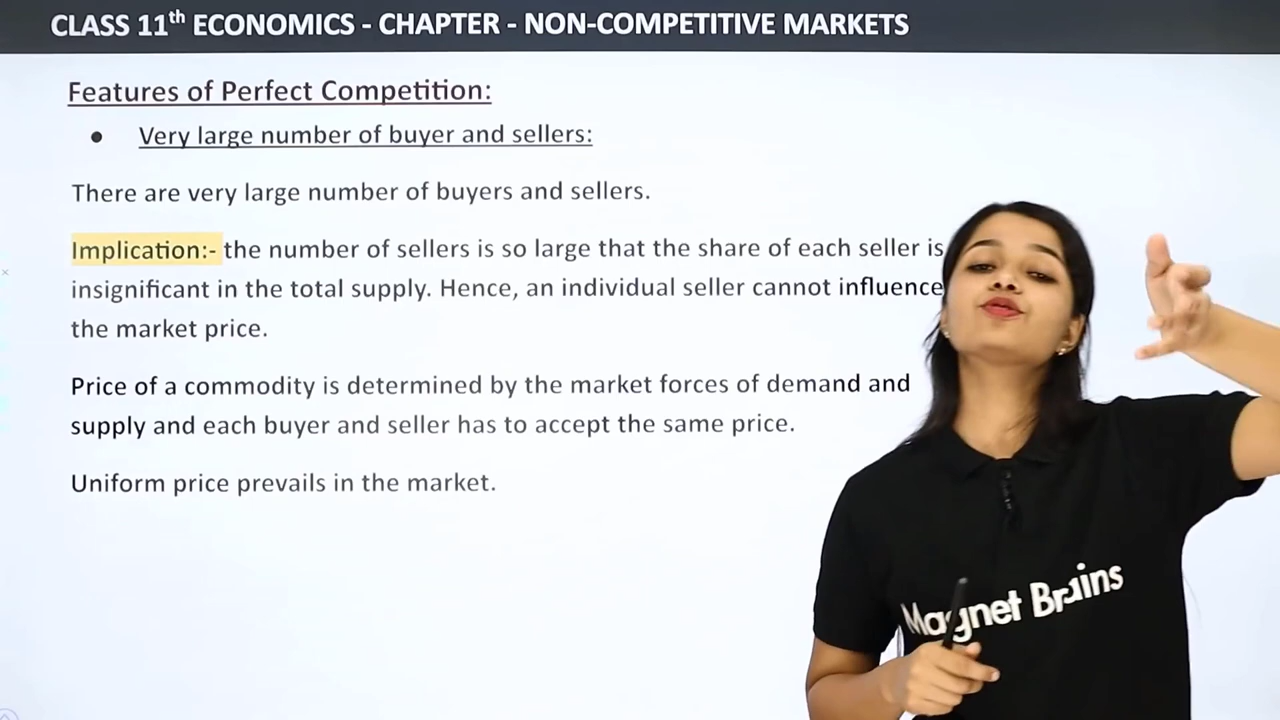 CLASS 11th ECONOMICS - CHAPTER - NON-COMPETITIVE MARKETS
Features of Perfect Competition:
● Very large number of buyer and sellers:
There are very large number of buyers and sellers.
Implication:- the number of sellers is so large that the share of each seller is
insignificant in the total supply. Hence, an individual seller cannot influence
the market price.
Price of a commodity is determined by the market forces of demand and
supply and each buyer and seller has to accept the same price.
Uniform price prevails in the market.
Magnet Brains